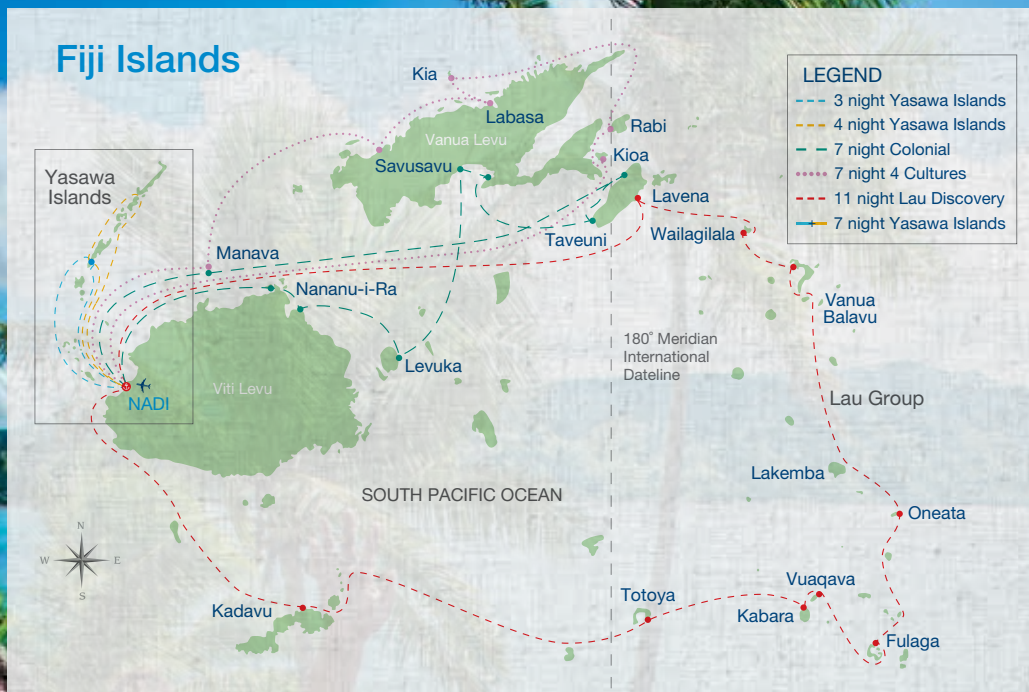 Fiji Islands
LEGEND
3 night Yasawa Islands
4 night Yasawa Islands
7 night Colonial
7 night 4 Cultures
11 night Lau Discovery
7 night Yasawa Islands
Kia
Labasa
Vanua Levu
Rabi
Savusavu
Kioa
Yasawa
Islands
Lavena
Wailagilala
Taveuni
Manava
Nananu-i-Ra
Vanua
Balavu
180° Meridian
International
Dateline
Levuka
Viti Levu
NADI
Lau Group
Lakemba
SOUTH PACIFIC OCEAN
Oneata
N
W
E
S
Vuaqava
Totoya
Kabara
Kadavu
Fulaga